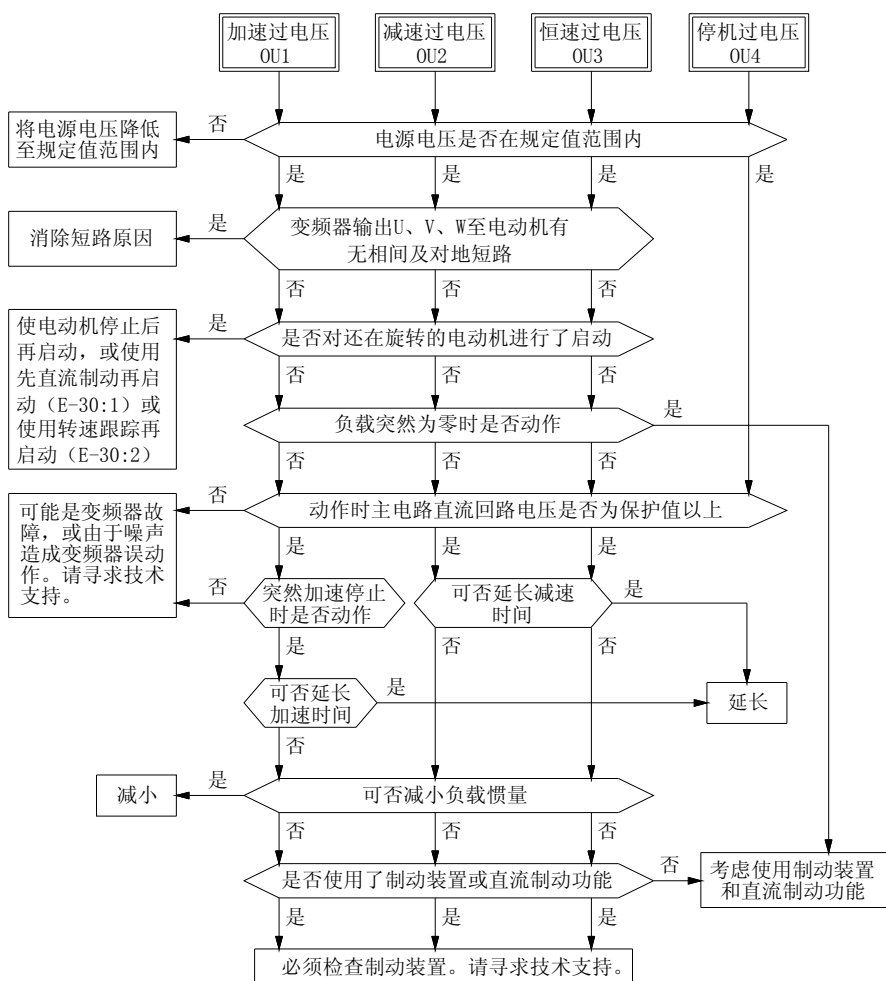 加速过电压
OU1
减速过电压
OU2
恒速过电压
OU3
停机过电压
OU4
否
将电源电压降低
至规定值范围内
电源电压是否在规定值范围内
是
是
是
是
是
消除短路原因
变频器输出U、V、W至电动机有
无相间及对地短路
否
否
否
是
使电动机停止后
再启动，或使用
先直流制动再启
动（E-30:1）或
使用转速跟踪再
启动（E-30:2）
是否对还在旋转的电动机进行了启动
否
否
否
负载突然为零时是否动作
是
否
否
否
否
可能是变频器故
障，或由于噪声
造成变频器误动
作。请寻求技术
支持。
动作时主电路直流回路电压是否为保护值以上
是
是
是
否
突然加速停止
时是否动作
可否延长减速
时间
是
是
否
否
可否延长
加速时间
是
延长
否
减小
是
可否减小负载惯量
否
否
否
是否使用了制动装置或直流制动功能
否
考虑使用制动装置
和直流制动功能
是
是
是
必须检查制动装置。请寻求技术支持。